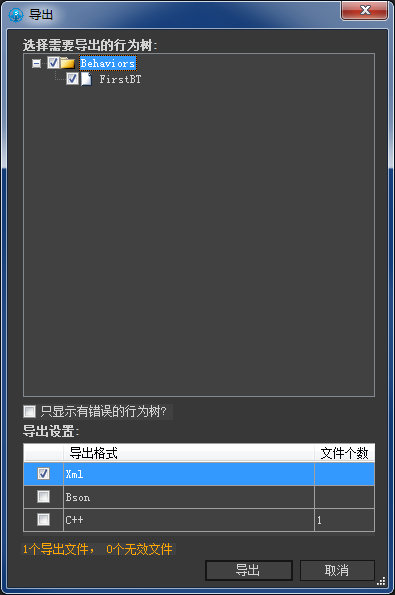 导出
选择需要导出的行为树:
Behaviors
FirstBT
只显示有错误的行为树?
导出设置:
导出格式 文件个数
Xml
Bson
C++ 1
1个导出文件， 0个无效文件
导出 取消